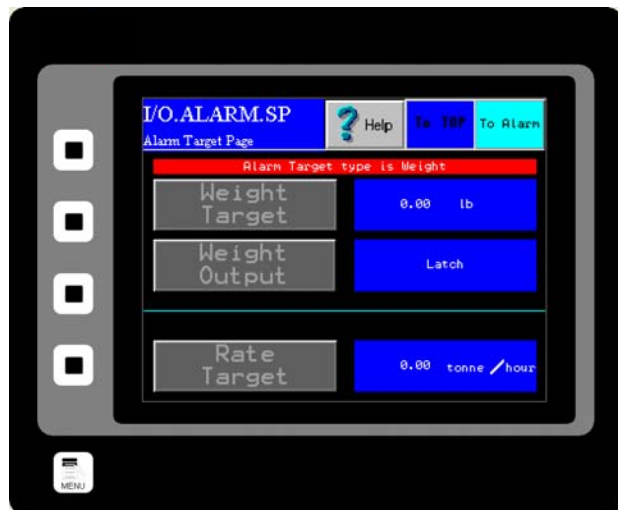 I/O.ALARM.SP
Alarm Target Page
Help
To TOP
To Alarm
Alarm Target type is Weight
Weight
Target
0.00 lb
Weight
Output
Latch
Rate
Target
0.00 tonne/hour
MENU